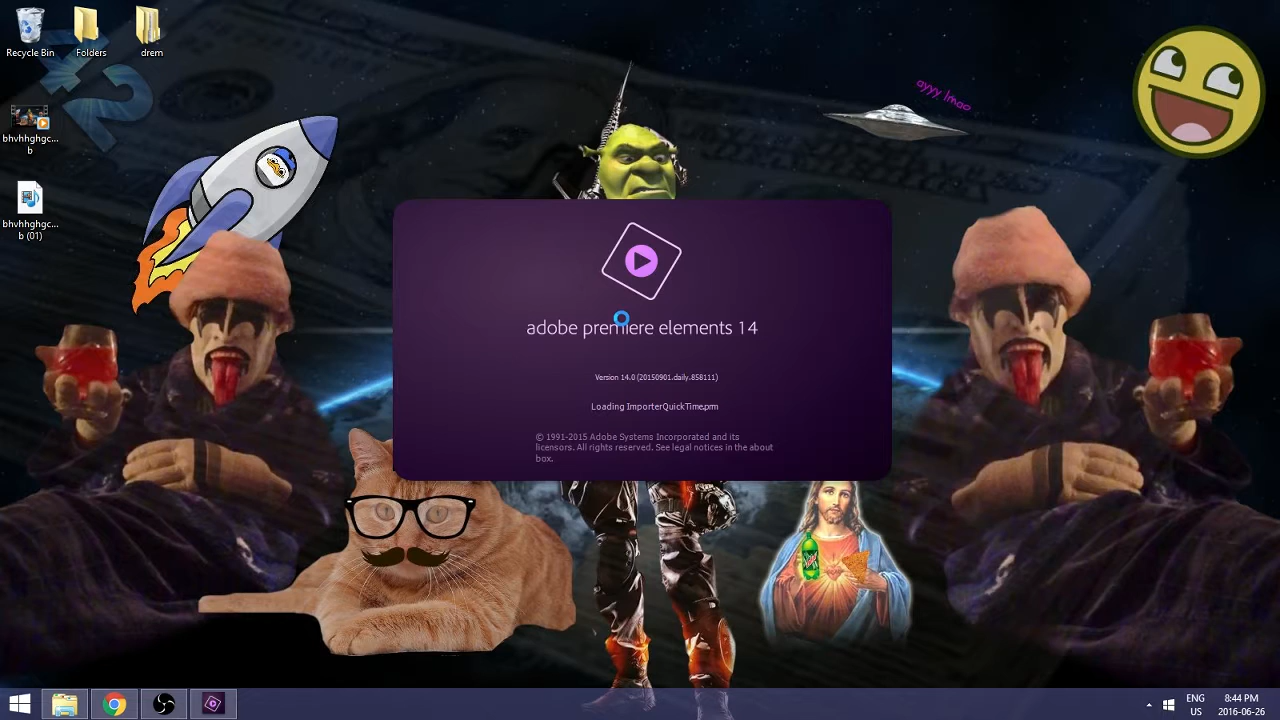 Recycle Bin
Folders
drem
bhvhhghgc...
b
bhvhhghgc...
b (01)
ayyy lmao
adobe premiere elements 14
Version 14.0 (20150901.daily.858111)
Loading ImporterQuickTime.prm
© 1991-2015 Adobe Systems Incorporated and its
licensors. All rights reserved. See legal notices in the about
box.
ENG
US
8:44 PM
2016-06-26